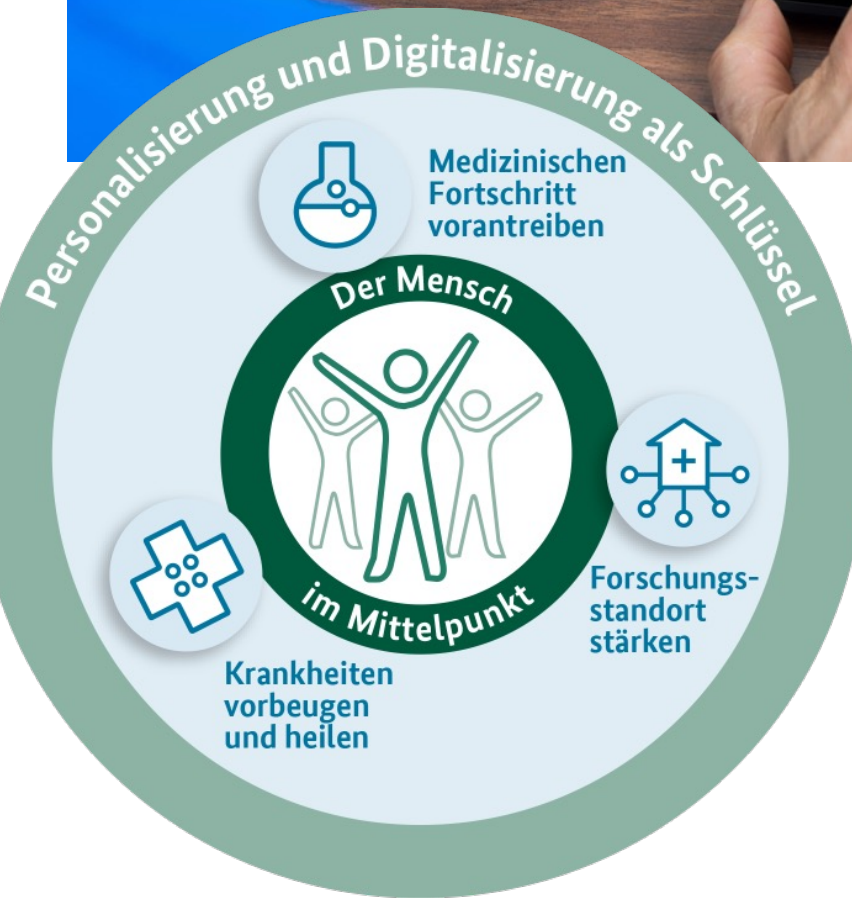 Personalisierung und Digitalisierung als Schlüssel
Medizinischen
Fortschritt
vorantreiben
Der Mensch
im Mittelpunkt
Forschungs-
standort
stärken
Krankheiten
vorbeugen
und heilen